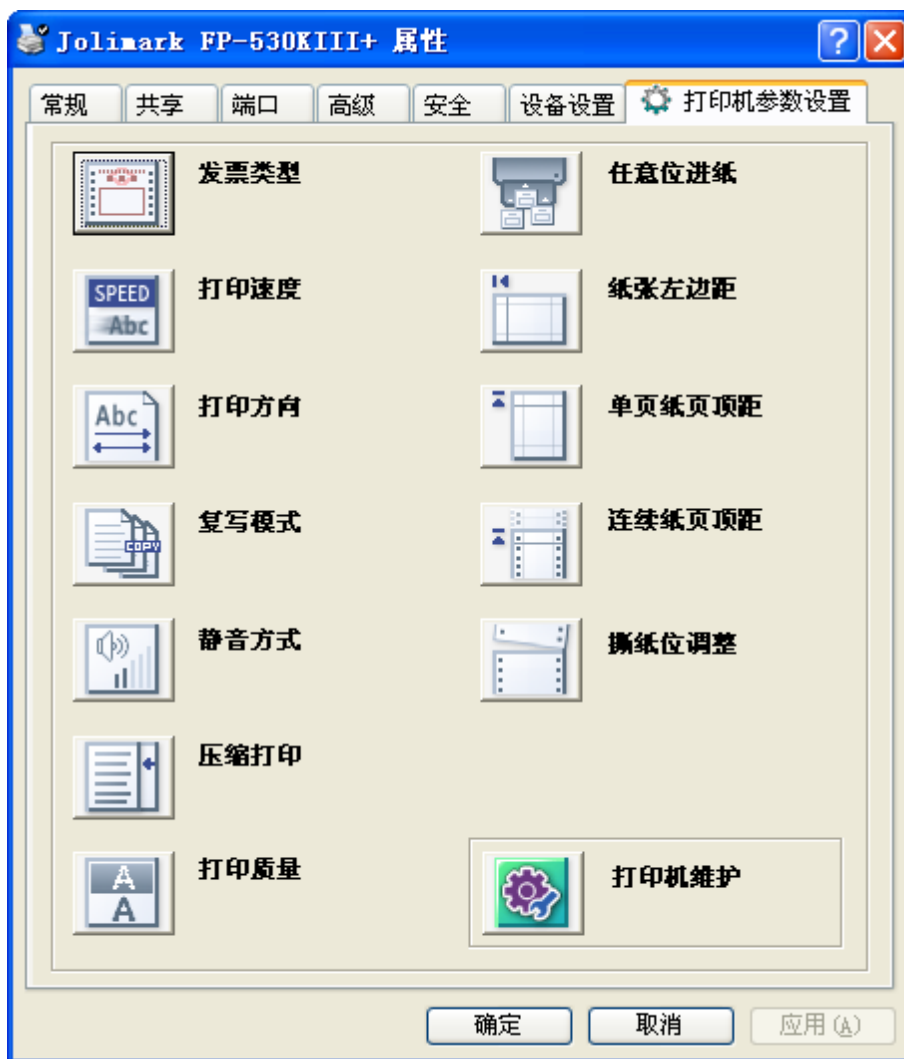 Jolimark FP-530KIII+ 属性
常规 共享 端口 高级 安全 设备设置 打印机参数设置
发票类型 任意位进纸
SPEED Abc 打印速度 纸张左边距
Abc 打印方向 单页纸页顶距
COPY 复写模式 连续纸页顶距
静音方式 撕纸位调整
压缩打印
A A 打印质量 打印机维护
确定 取消 应用(A)